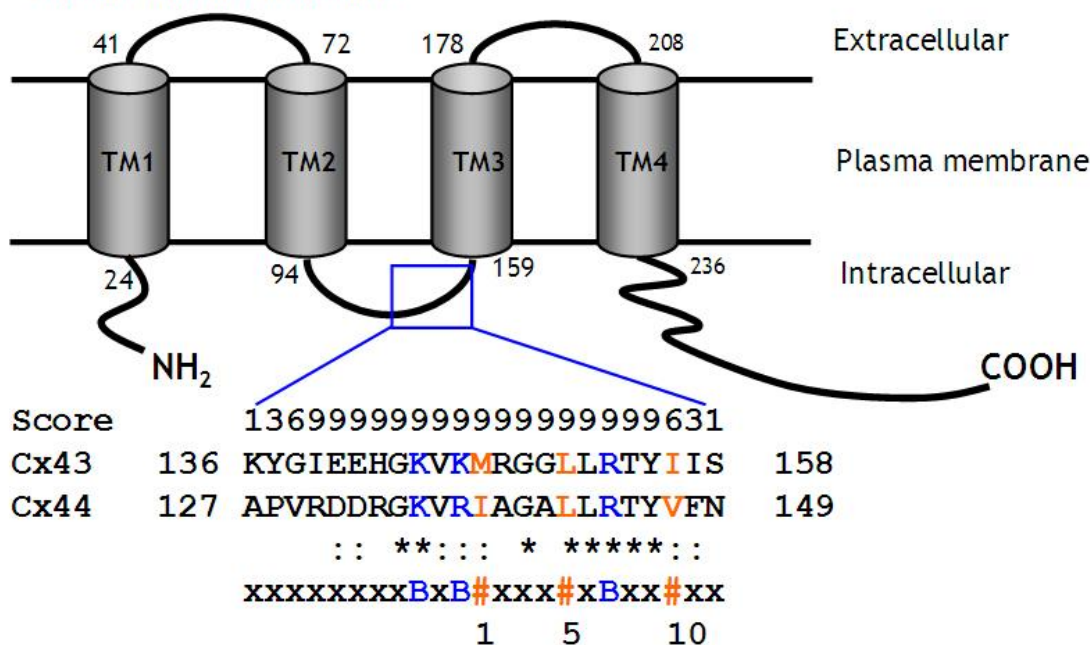 41 72 178 208 Extracellular
TM1 TM2 TM3 TM4 Plasma membrane
24 94 159 236 Intracellular
NH2 COOH
Score 13699999999999999999631
Cx43 136 KYGIEEHGKVKMRGGLLRTYIIS 158
Cx44 127 APVRDDRGKVRIAGALLRTYVFN 149
:: **::: * *****::
xxxxxxxxBxB#xxx#xBxx#xx
1 5 10